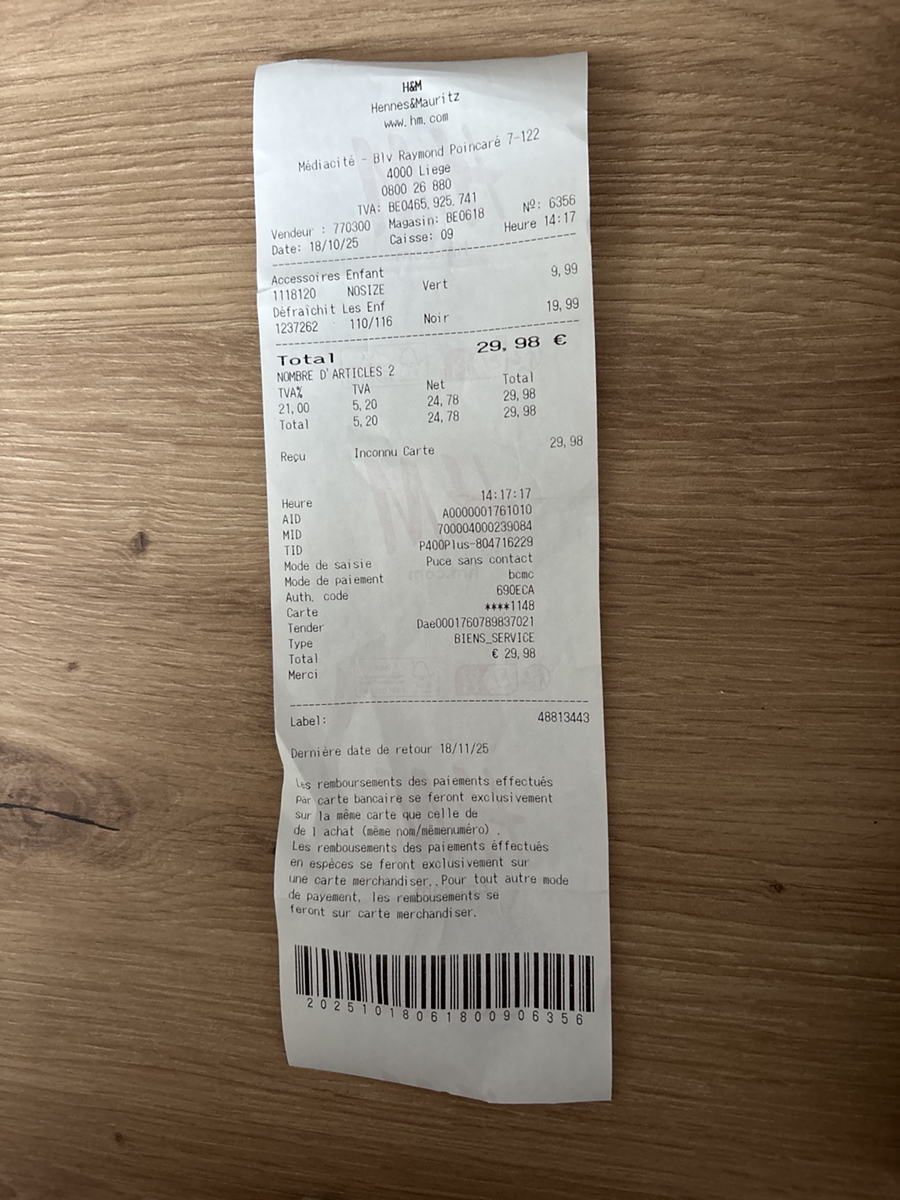 H&M
Hennes&Mauritz
www.hm.com
Médiacité - Blv Raymond Poincaré 7-122
4000 Liege
0800 26 880
TVA: BE0465.925.741
Vendeur : 770300 Magasin: BE0618 Nº: 6356
Date: 18/10/25 Caisse: 09 Heure 14:17
Accessoires Enfant 9,99
1118120 NOSIZE Vert
Défraîchit Les Enf 19,99
1237262 110/116 Noir
Total 29,98 €
NOMBRE D'ARTICLES 2
TVA% TVA Net Total
21,00 5,20 24,78 29,98
Total 5,20 24,78 29,98
Reçu Inconnu Carte 29,98
Heure 14:17:17
AID A0000001761010
MID 700004000239084
TID P400Plus-804716229
Mode de saisie Puce sans contact
Mode de paiement bcmc
Auth. code 690ECA
Carte ****1148
Tender Dae0001760789837021
Type BIENS_SERVICE
Total € 29,98
Merci
Label: 48813443
Dernière date de retour 18/11/25
Les remboursements des paiements effectués
Par carte bancaire se feront exclusivement
sur la même carte que celle de
de l achat (même nom/mêmenuméro) .
Les rembousements des paiements éffectués
en espèces se feront exclusivement sur
une carte merchandiser..Pour tout autre mode
de payement, les rembousements se
feront sur carte merchandiser.
20251018061800906356